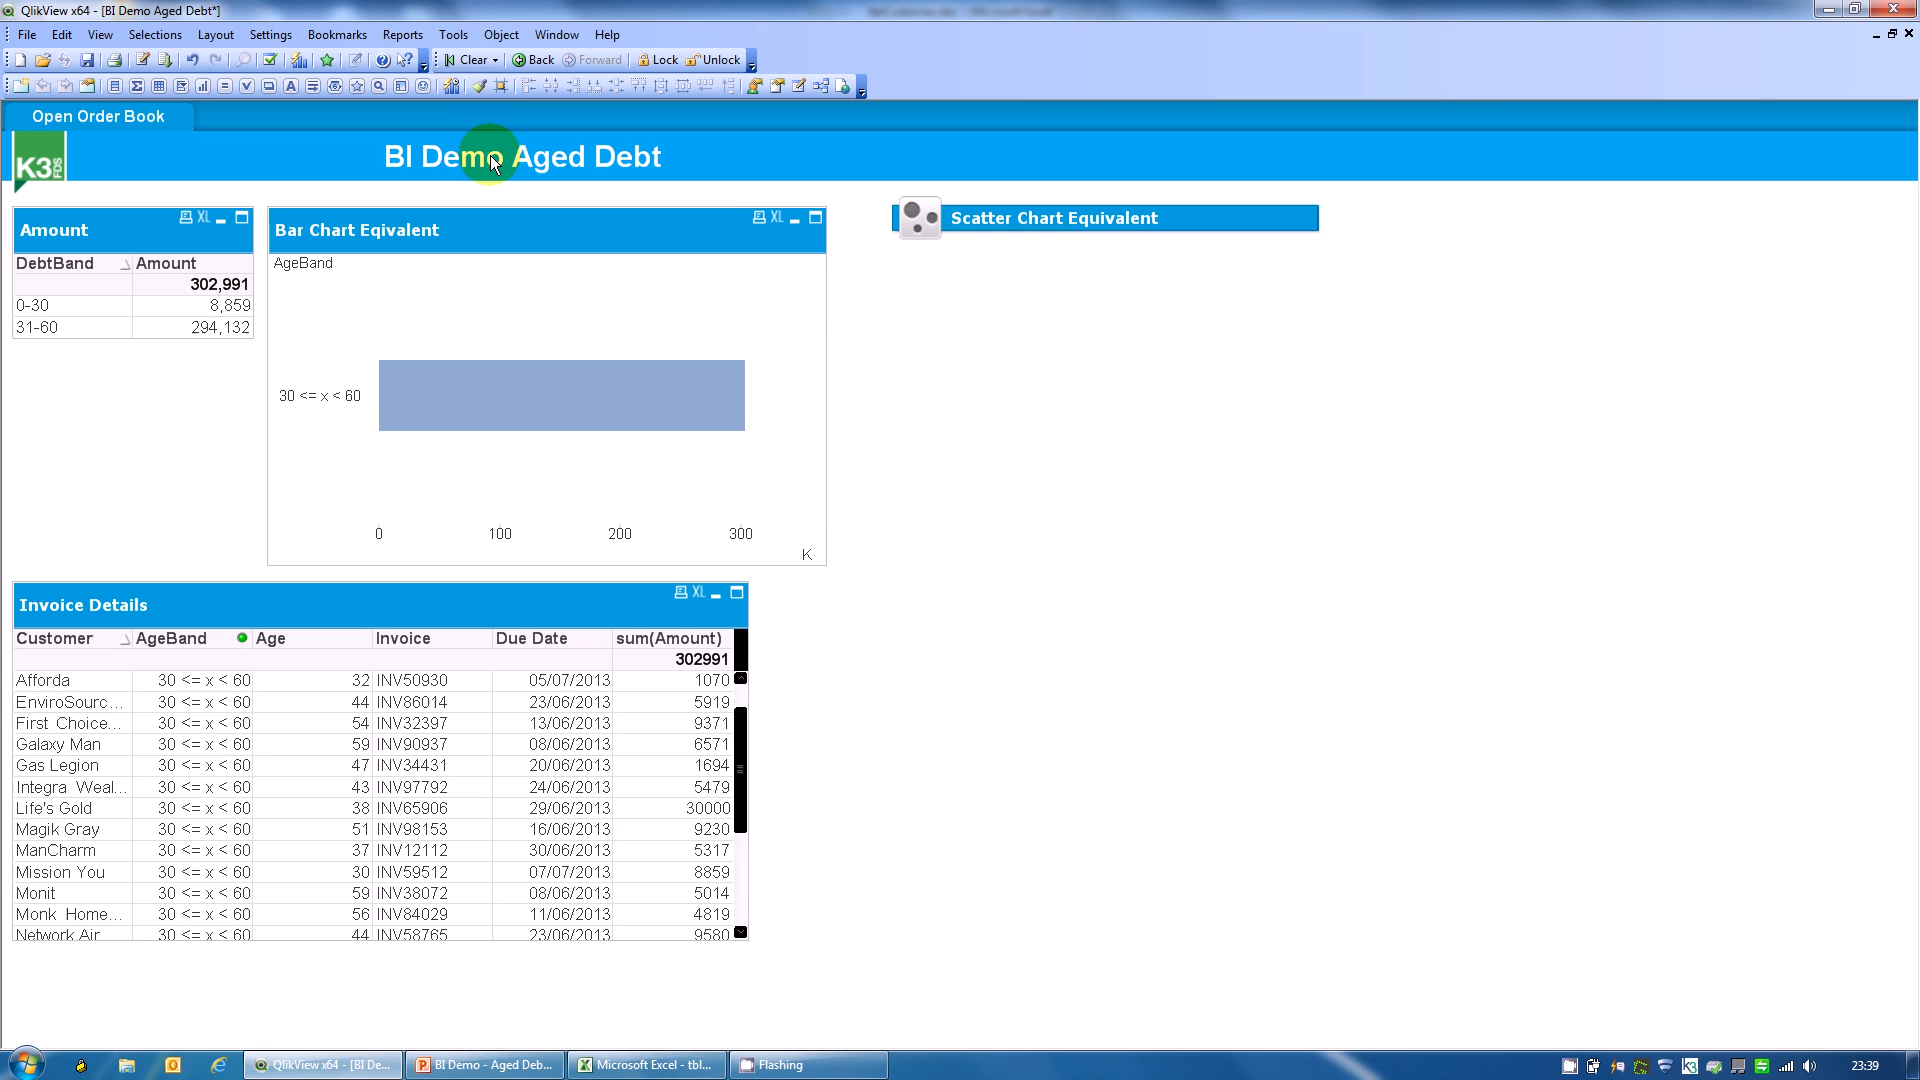 QlikView x64 - [BI Demo Aged Debt*]
File Edit View Selections Layout Settings Bookmarks Reports Tools Object Window Help
Clear Back Forward Lock Unlock
Open Order Book
K3 FDS
BI Demo Aged Debt
Amount XL
DebtBand Amount
302,991
0-30 8,859
31-60 294,132
Bar Chart Eqivalent XL
AgeBand
30 <= x < 60
0 100 200 300
K
Scatter Chart Equivalent
Invoice Details XL
Customer AgeBand Age Invoice Due Date sum(Amount)
302991
Afforda 30 <= x < 60 32 INV50930 05/07/2013 1070
EnviroSourc... 30 <= x < 60 44 INV86014 23/06/2013 5919
First Choice... 30 <= x < 60 54 INV32397 13/06/2013 9371
Galaxy Man 30 <= x < 60 59 INV90937 08/06/2013 6571
Gas Legion 30 <= x < 60 47 INV34431 20/06/2013 1694
Integra Weal... 30 <= x < 60 43 INV97792 24/06/2013 5479
Life's Gold 30 <= x < 60 38 INV65906 29/06/2013 30000
Magik Gray 30 <= x < 60 51 INV98153 16/06/2013 9230
ManCharm 30 <= x < 60 37 INV12112 30/06/2013 5317
Mission You 30 <= x < 60 30 INV59512 07/07/2013 8859
Monit 30 <= x < 60 59 INV38072 08/06/2013 5014
Monk Home... 30 <= x < 60 56 INV84029 11/06/2013 4819
Network Air 30 <= x < 60 44 INV58765 23/06/2013 9580
QlikView x64 - [BI De... BI Demo - Aged Deb... Microsoft Excel - tbl... Flashing K3 23:39